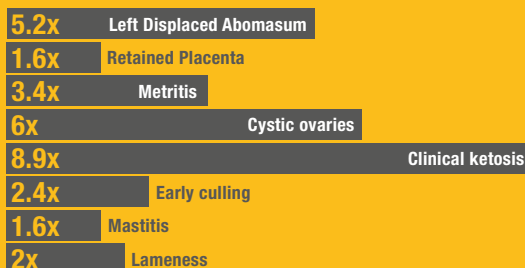 5.2x Left Displaced Abomasum
1.6x Retained Placenta
3.4x Metritis
6x Cystic ovaries
8.9x Clinical ketosis
2.4x Early culling
1.6x Mastitis
2x Lameness